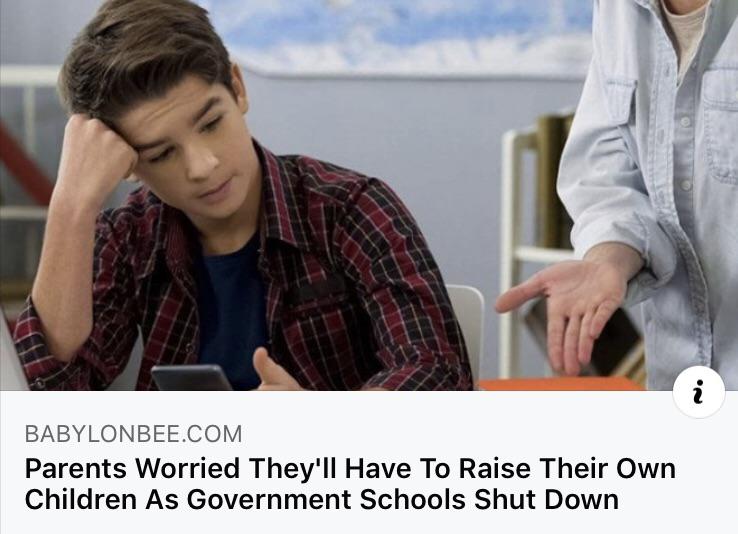 BABYLONBEE.COM
Parents Worried They'll Have To Raise Their Own
Children As Government Schools Shut Down
i